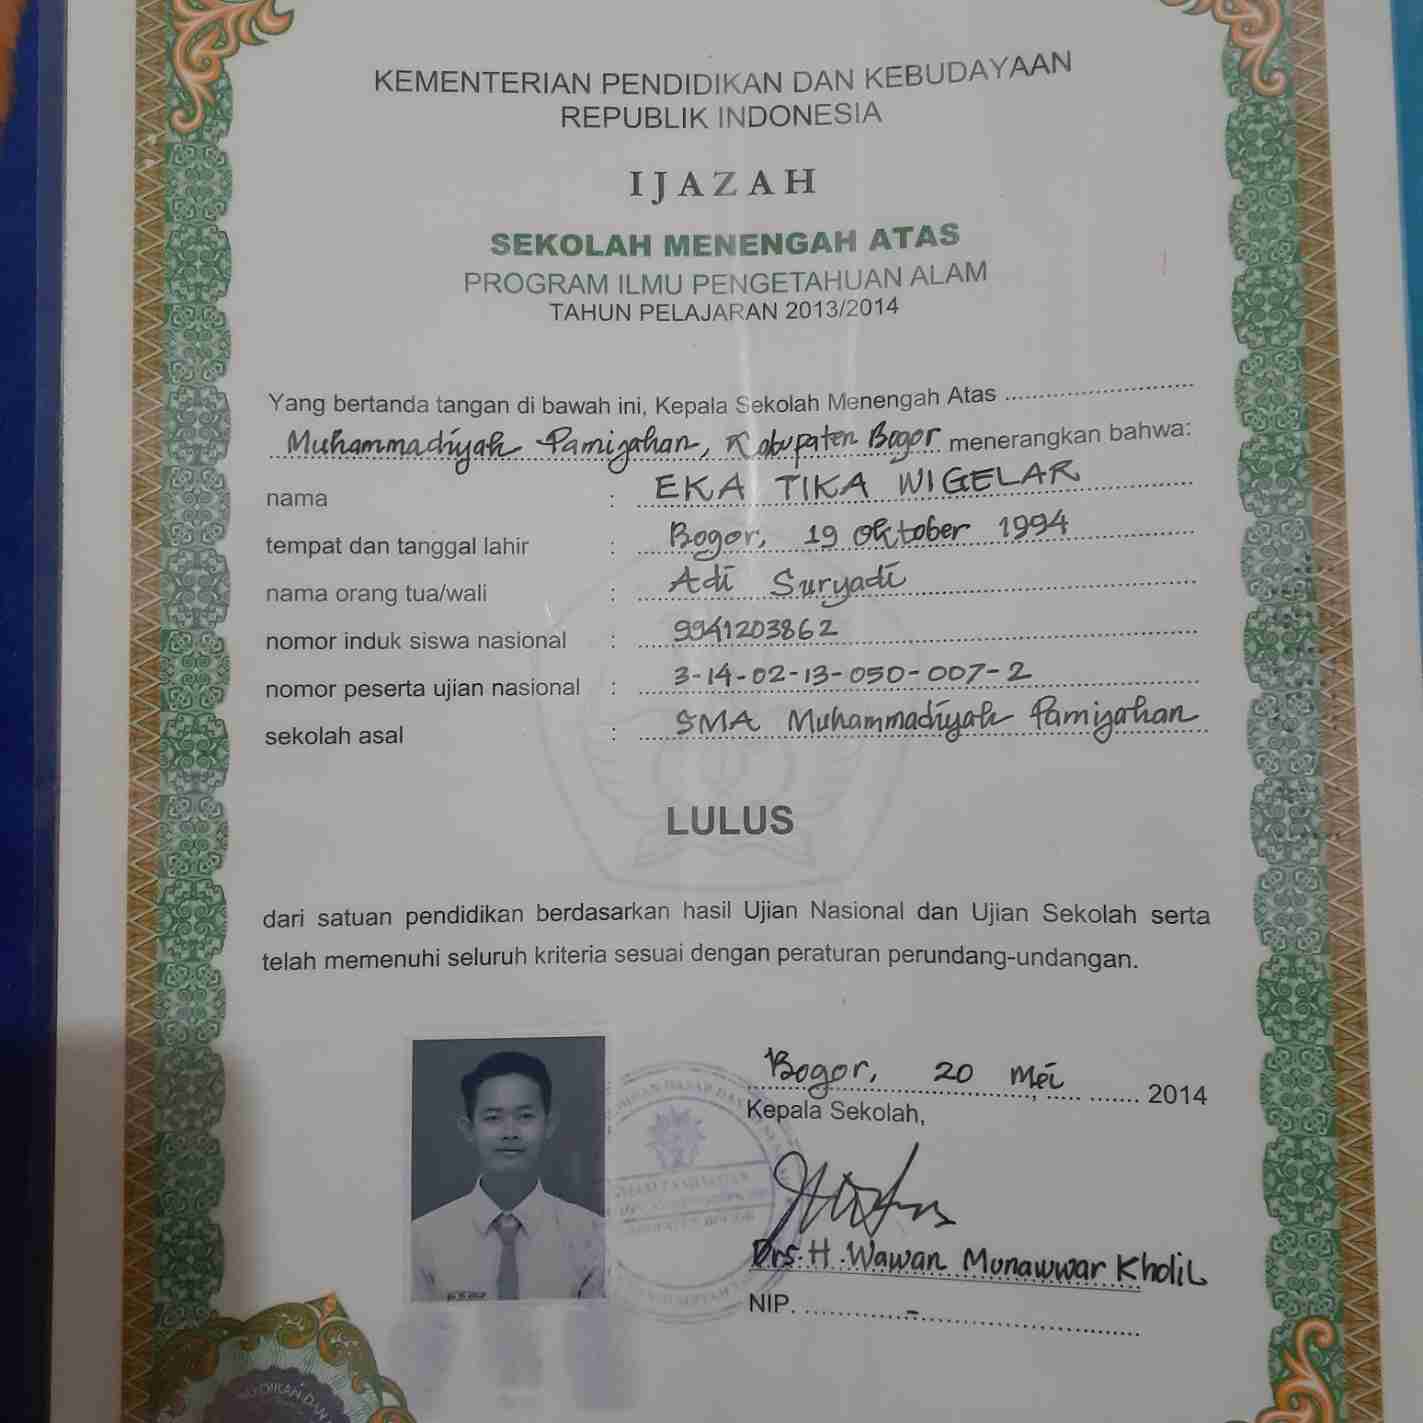 KEMENTERIAN PENDIDIKAN DAN KEBUDAYAAN
REPUBLIK INDONESIA
IJAZAH
SEKOLAH MENENGAH ATAS
PROGRAM ILMU PENGETAHUAN ALAM
TAHUN PELAJARAN 2013/2014
Yang bertanda tangan di bawah ini, Kepala Sekolah Menengah Atas
Muhammadiyah Pamijahan, Kabupaten Bogor menerangkan bahwa:
nama : EKA TIKA WIGELAR
tempat dan tanggal lahir : Bogor, 19 Oktober 1994
nama orang tua/wali : Adi Suryadi
nomor induk siswa nasional : 9941203862
nomor peserta ujian nasional : 3-14-02-13-050-007-2
sekolah asal : SMA Muhammadiyah Pamijahan
LULUS
dari satuan pendidikan berdasarkan hasil Ujian Nasional dan Ujian Sekolah serta
telah memenuhi seluruh kriteria sesuai dengan peraturan perundang-undangan.
Bogor, 20 Mei 2014
Kepala Sekolah,
Drs. H. Wawan Munawwar Kholil
NIP. -